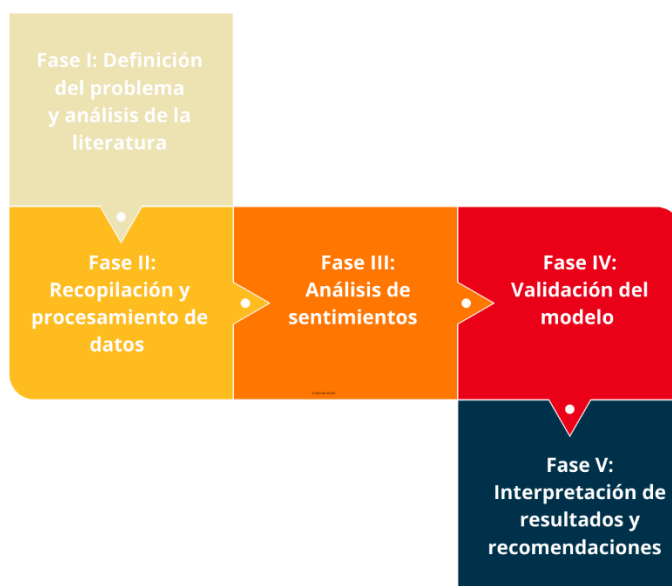 Fase I: Definición
del problema
y análisis de la
literatura
Fase II:
Recopilación y
procesamiento de
datos
Fase III:
Análisis de
sentimientos
Fase IV:
Validación del
modelo
Fase V:
Interpretación de
resultados y
recomendaciones